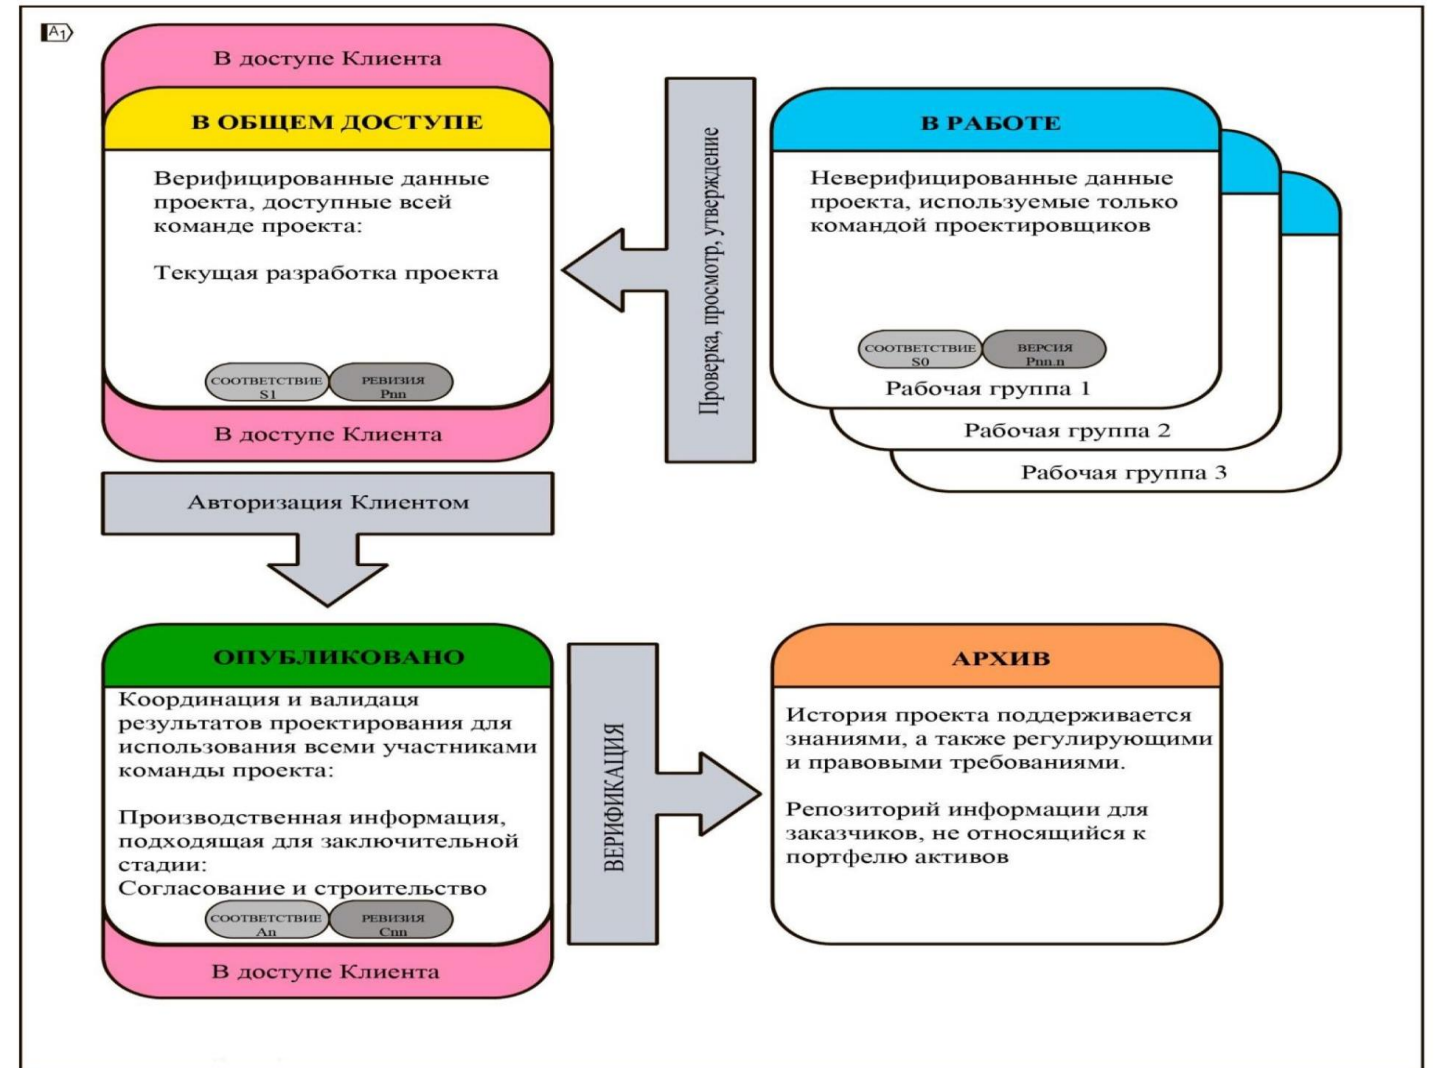 A1
В доступе Клиента
В ОБЩЕМ ДОСТУПЕ
Верифицированные данные
проекта, доступные всей
команде проекта:
Текущая разработка проекта
СООТВЕТСТВИЕ
S1
РЕВИЗИЯ
Pnn
В доступе Клиента
Проверка, просмотр, утверждение
В РАБОТЕ
Неверифицированные данные
проекта, используемые только
командой проектировщиков
СООТВЕТСТВИЕ
S0
ВЕРСИЯ
Pnn.n
Рабочая группа 1
Рабочая группа 2
Рабочая группа 3
Авторизация Клиентом
ОПУБЛИКОВАНО
Координация и валидаця
результатов проектирования для
использования всеми участниками
команды проекта:
Производственная информация,
подходящая для заключительной
стадии:
Согласование и строительство
СООТВЕТСТВИЕ
An
РЕВИЗИЯ
Cnn
В доступе Клиента
ВЕРИФИКАЦИЯ
АРХИВ
История проекта поддерживается
знаниями, а также регулирующими
и правовыми требованиями.
Репозиторий информации для
заказчиков, не относящийся к
портфелю активов